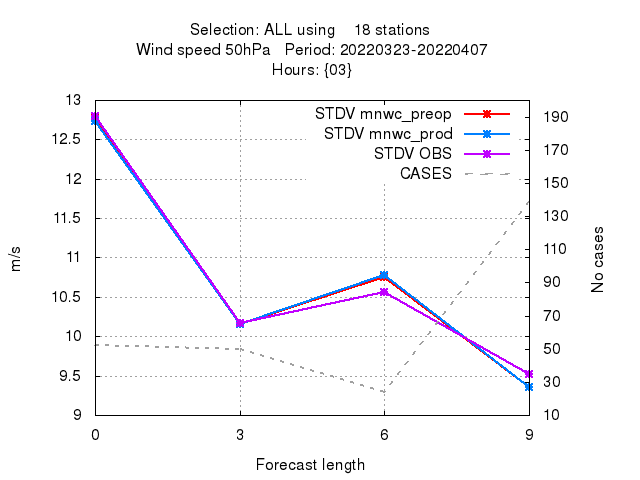 Selection: ALL using 18 stations
Wind speed 50hPa Period: 20220323-20220407
Hours: {03}
STDV mnwc_preop
STDV mnwc_prod
STDV OBS
CASES
13
12.5
12
11.5
11
10.5
10
9.5
9
190
170
150
130
110
90
70
50
30
10
m/s
No cases
0 3 6 9
Forecast length